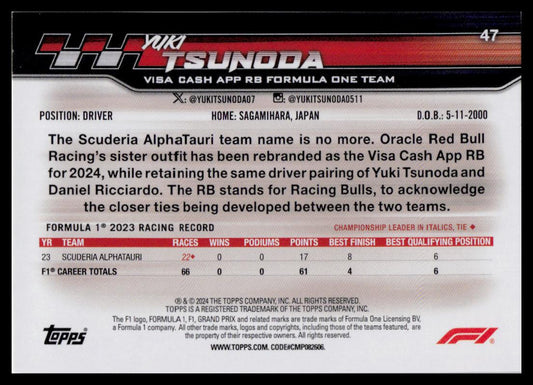 47
YUKI
TSUNODA
VISA CASH APP RB FORMULA ONE TEAM
X: @YUKITSUNODA07 @YUKITSUNODA0511
POSITION: DRIVER HOME: SAGAMIHARA, JAPAN D.O.B.: 5-11-2000
The Scuderia AlphaTauri team name is no more. Oracle Red Bull
Racing's sister outfit has been rebranded as the Visa Cash App RB
for 2024, while retaining the same driver pairing of Yuki Tsunoda and
Daniel Ricciardo. The RB stands for Racing Bulls, to acknowledge
the closer ties being developed between the two teams.
FORMULA 1® 2023 RACING RECORD CHAMPIONSHIP LEADER IN ITALICS, TIE ♦
YR TEAM RACES WINS PODIUMS POINTS BEST FINISH BEST QUALIFYING POSITION
23 SCUDERIA ALPHATAURI 22♦ 0 0 17 8 6
F1® CAREER TOTALS 66 0 0 61 4 6
® & © 2024 THE TOPPS COMPANY, INC. ALL RIGHTS RESERVED.
TOPPS IS A REGISTERED TRADEMARK OF THE TOPPS COMPANY, INC.
The F1 logo, FORMULA 1, F1, GRAND PRIX and related marks are trade marks of Formula One Licensing BV,
a Formula 1 company. All other trade marks, logos and copyrights, including those of the teams featured, are
the property of their respective owners. All rights reserved.
WWW.TOPPS.COM. CODE#CMP082606.
TOPPS
F1